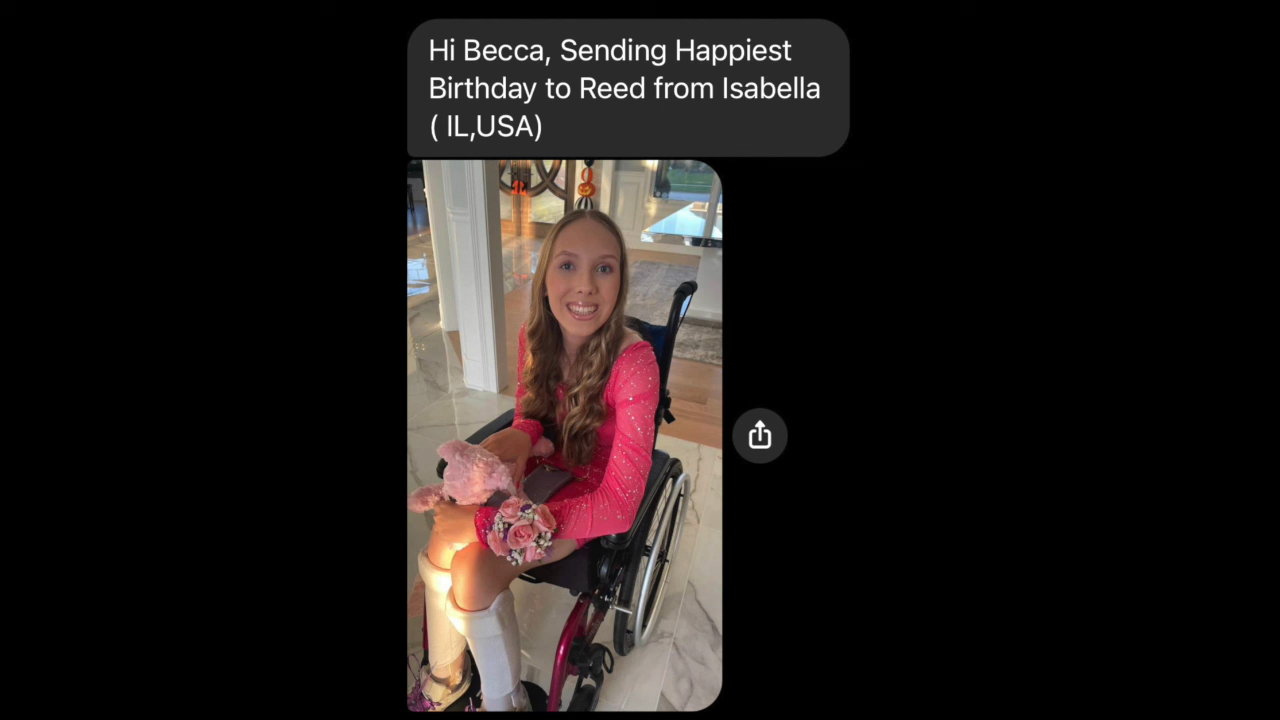 Hi Becca, Sending Happiest
Birthday to Reed from Isabella
( IL,USA)